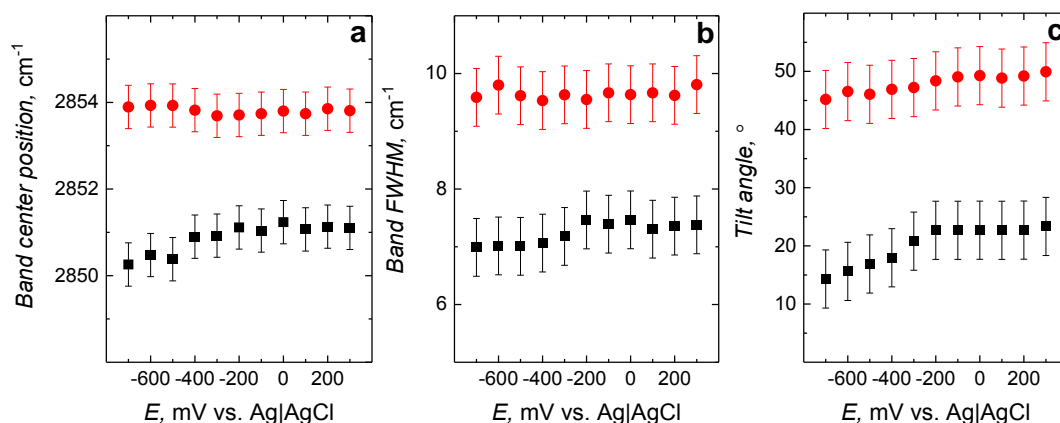 a
Band center position, cm-1
2854
2852
2850
-600 -400 -200 0 200
E, mV vs. Ag|AgCl
b
Band FWHM, cm-1
10
8
6
-600 -400 -200 0 200
E, mV vs. Ag|AgCl
c
Tilt angle, °
50
40
30
20
10
-600 -400 -200 0 200
E, mV vs. Ag|AgCl